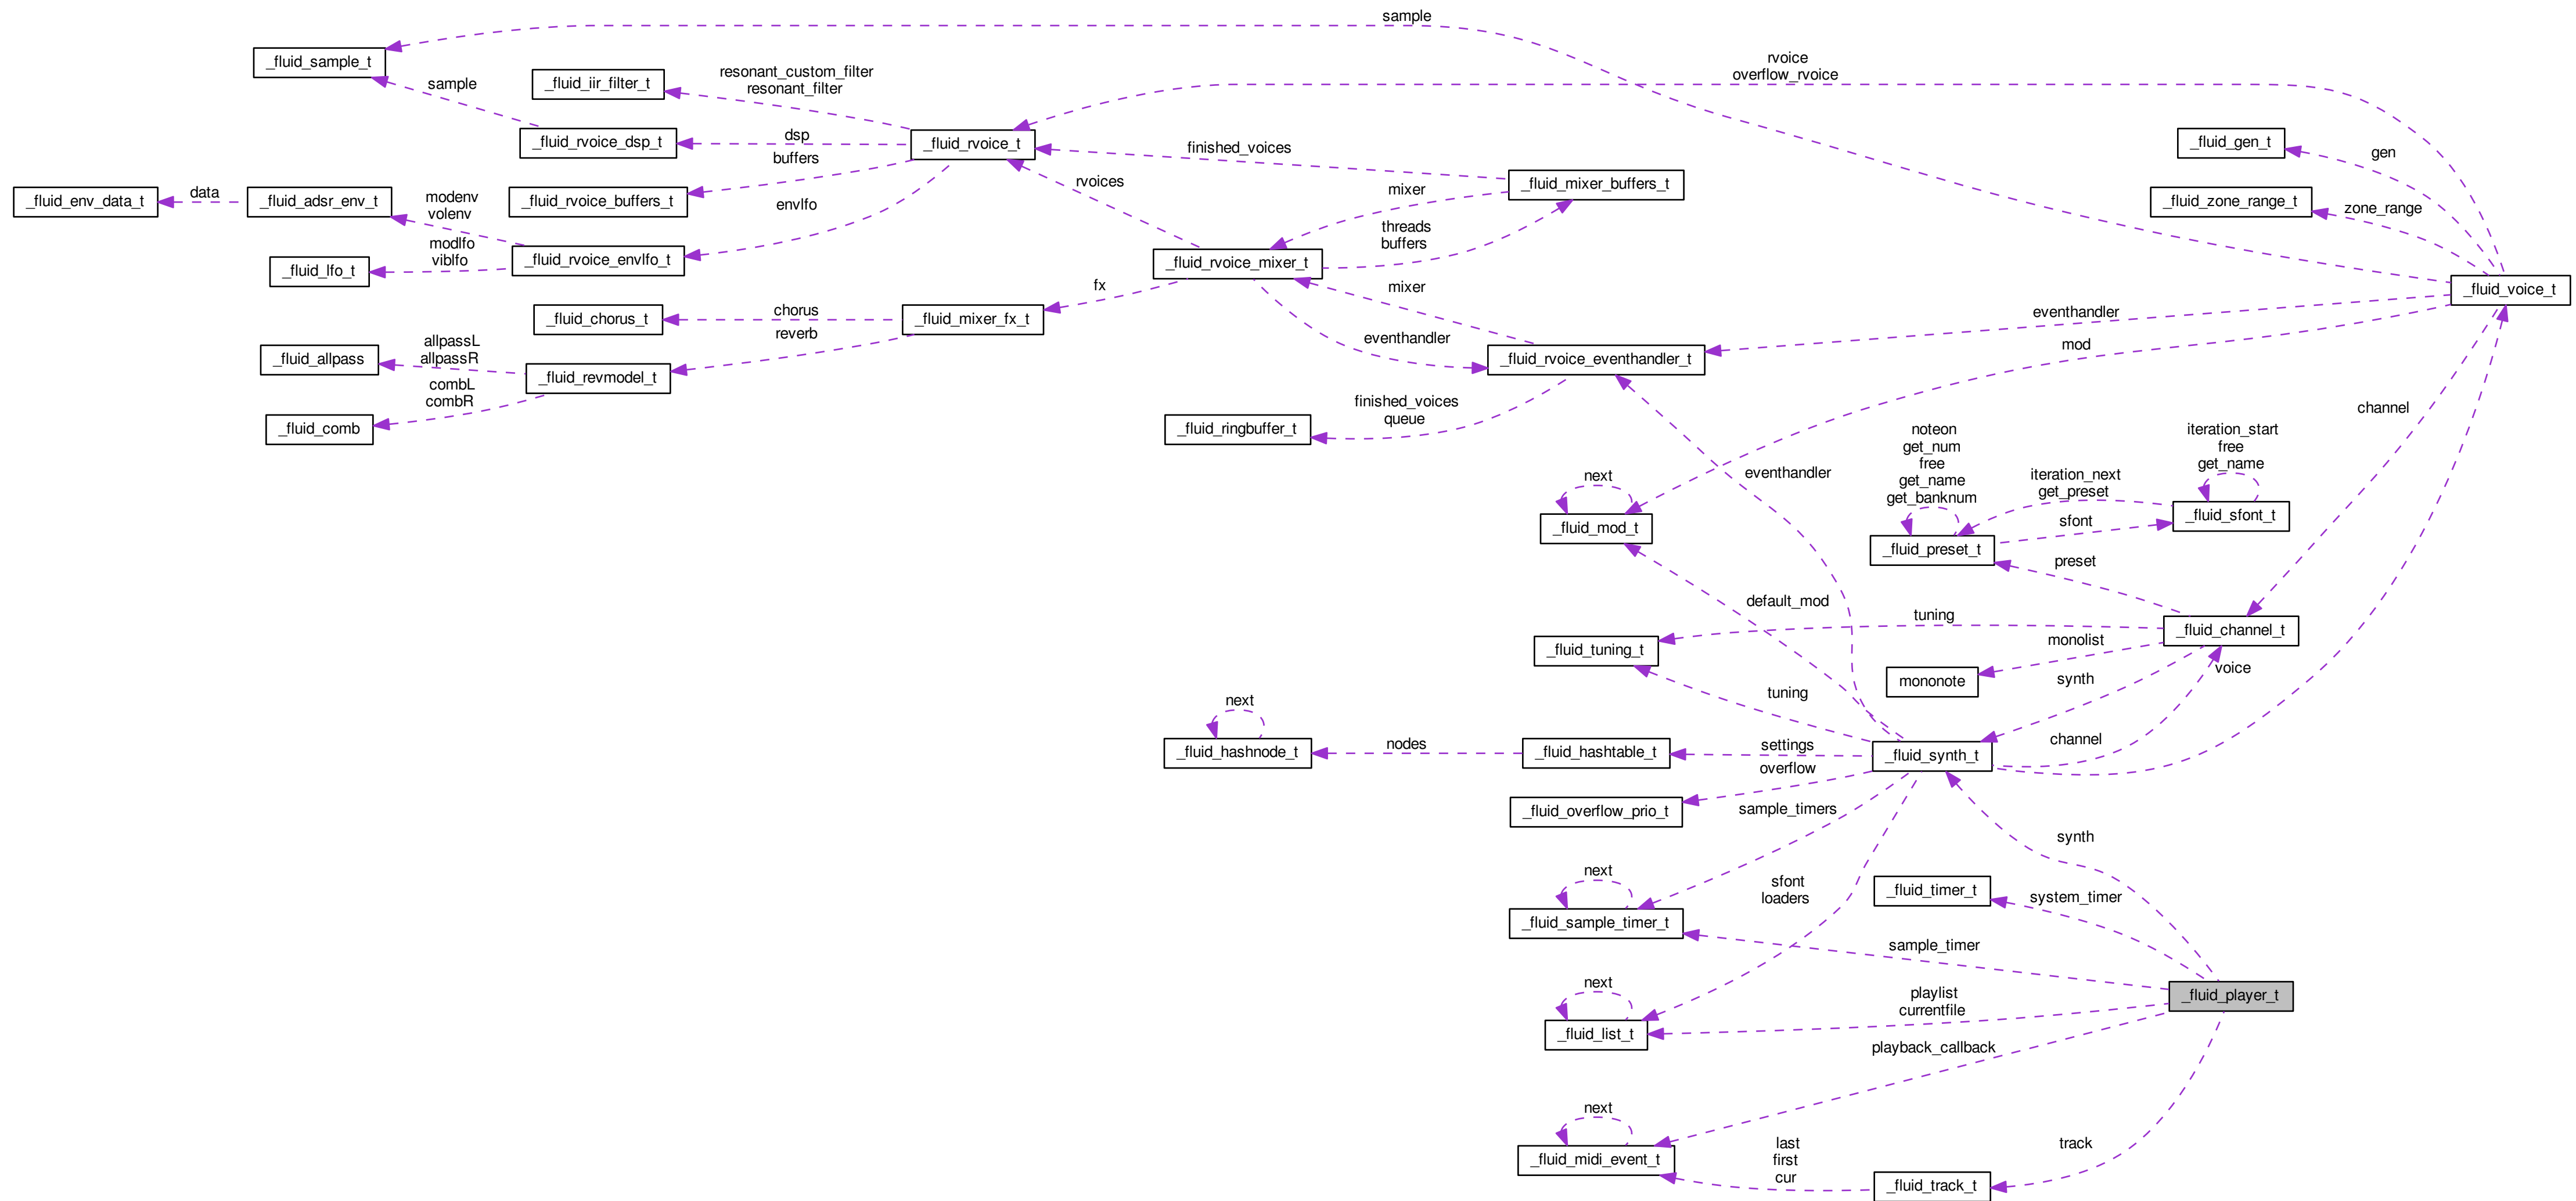 sample
rvoice
overflow_rvoice
_fluid_sample_t
resonant_custom_filter
resonant_filter
_fluid_iir_filter_t
sample
dsp
_fluid_rvoice_dsp_t
_fluid_rvoice_t
_fluid_gen_t
gen
finished_voices
buffers
rvoices
_fluid_mixer_buffers_t
mixer
_fluid_env_data_t
data
_fluid_adsr_env_t
modenv
volenv
_fluid_rvoice_buffers_t
envlfo
_fluid_zone_range_t
zone_range
threads
buffers
modlfo
viblfo
_fluid_rvoice_envlfo_t
_fluid_lfo_t
_fluid_rvoice_mixer_t
fx
mixer
_fluid_voice_t
eventhandler
_fluid_chorus_t
chorus
_fluid_mixer_fx_t
reverb
eventhandler
mod
allpassL
allpassR
_fluid_allpass
_fluid_rvoice_eventhandler_t
_fluid_revmodel_t
combL
combR
_fluid_comb
finished_voices
queue
_fluid_ringbuffer_t
channel
noteon
get_num
free
get_name
get_banknum
iteration_start
free
get_name
eventhandler
next
iteration_next
get_preset
_fluid_mod_t
_fluid_sfont_t
sfont
_fluid_preset_t
preset
default_mod
tuning
_fluid_channel_t
_fluid_tuning_t
monolist
mononote
synth
voice
tuning
next
_fluid_hashnode_t
nodes
_fluid_hashtable_t
settings
_fluid_synth_t
channel
overflow
_fluid_overflow_prio_t
sample_timers
synth
next
sfont
loaders
_fluid_timer_t
system_timer
_fluid_sample_timer_t
sample_timer
next
playlist
currentfile
_fluid_player_t
_fluid_list_t
playback_callback
next
last
first
cur
track
_fluid_midi_event_t
_fluid_track_t